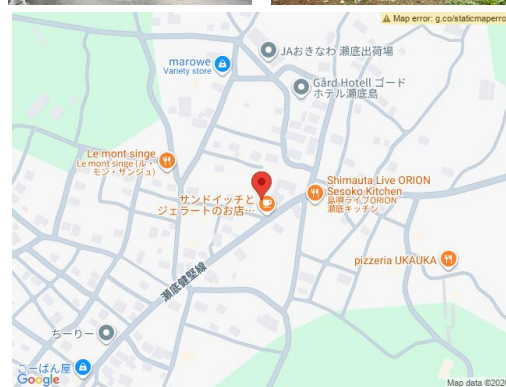 Map error: g.co/staticmaperro
JAおきなわ 瀬底出荷場
marowe
Variety store
Gård Hotell ゴード
ホテル瀬底島
Le mont singe
Le mont singe (ル・
モン・サンジュ)
サンドイッチと
ジェラートのお店…
Shimauta Live ORION
Sesoko Kitchen
島唄ライブORION
瀬底キッチン
pizzeria UKAUKA
瀬底健堅線
ちーりー
こーばん屋
Google
Map data ©202